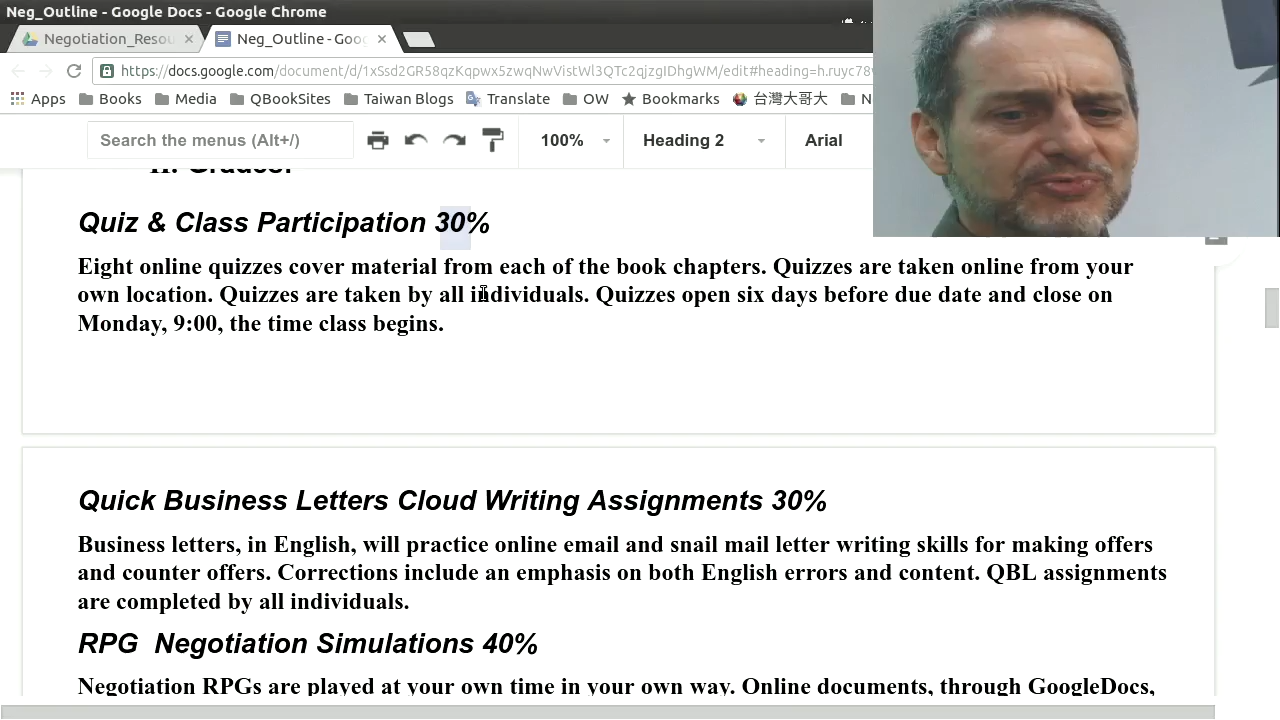 Neg_Outline - Google Docs - Google Chrome
Negotiation_Resou
Neg_Outline - Goo
https://docs.google.com/document/d/1xSsd2GR58qzKqpwx5zwqNwVistWl3QTc2qjzgIDhgWM/edit#heading=h.ruyc78
Apps Books Media QBookSites Taiwan Blogs Translate OW Bookmarks 台灣大哥大 N
Search the menus (Alt+/) 100% Heading 2 Arial
II. Grades:
Quiz & Class Participation 30%
Eight online quizzes cover material from each of the book chapters. Quizzes are taken online from your
own location. Quizzes are taken by all individuals. Quizzes open six days before due date and close on
Monday, 9:00, the time class begins.
Quick Business Letters Cloud Writing Assignments 30%
Business letters, in English, will practice online email and snail mail letter writing skills for making offers
and counter offers. Corrections include an emphasis on both English errors and content. QBL assignments
are completed by all individuals.
RPG  Negotiation Simulations 40%
Negotiation RPGs are played at your own time in your own way. Online documents, through GoogleDocs,